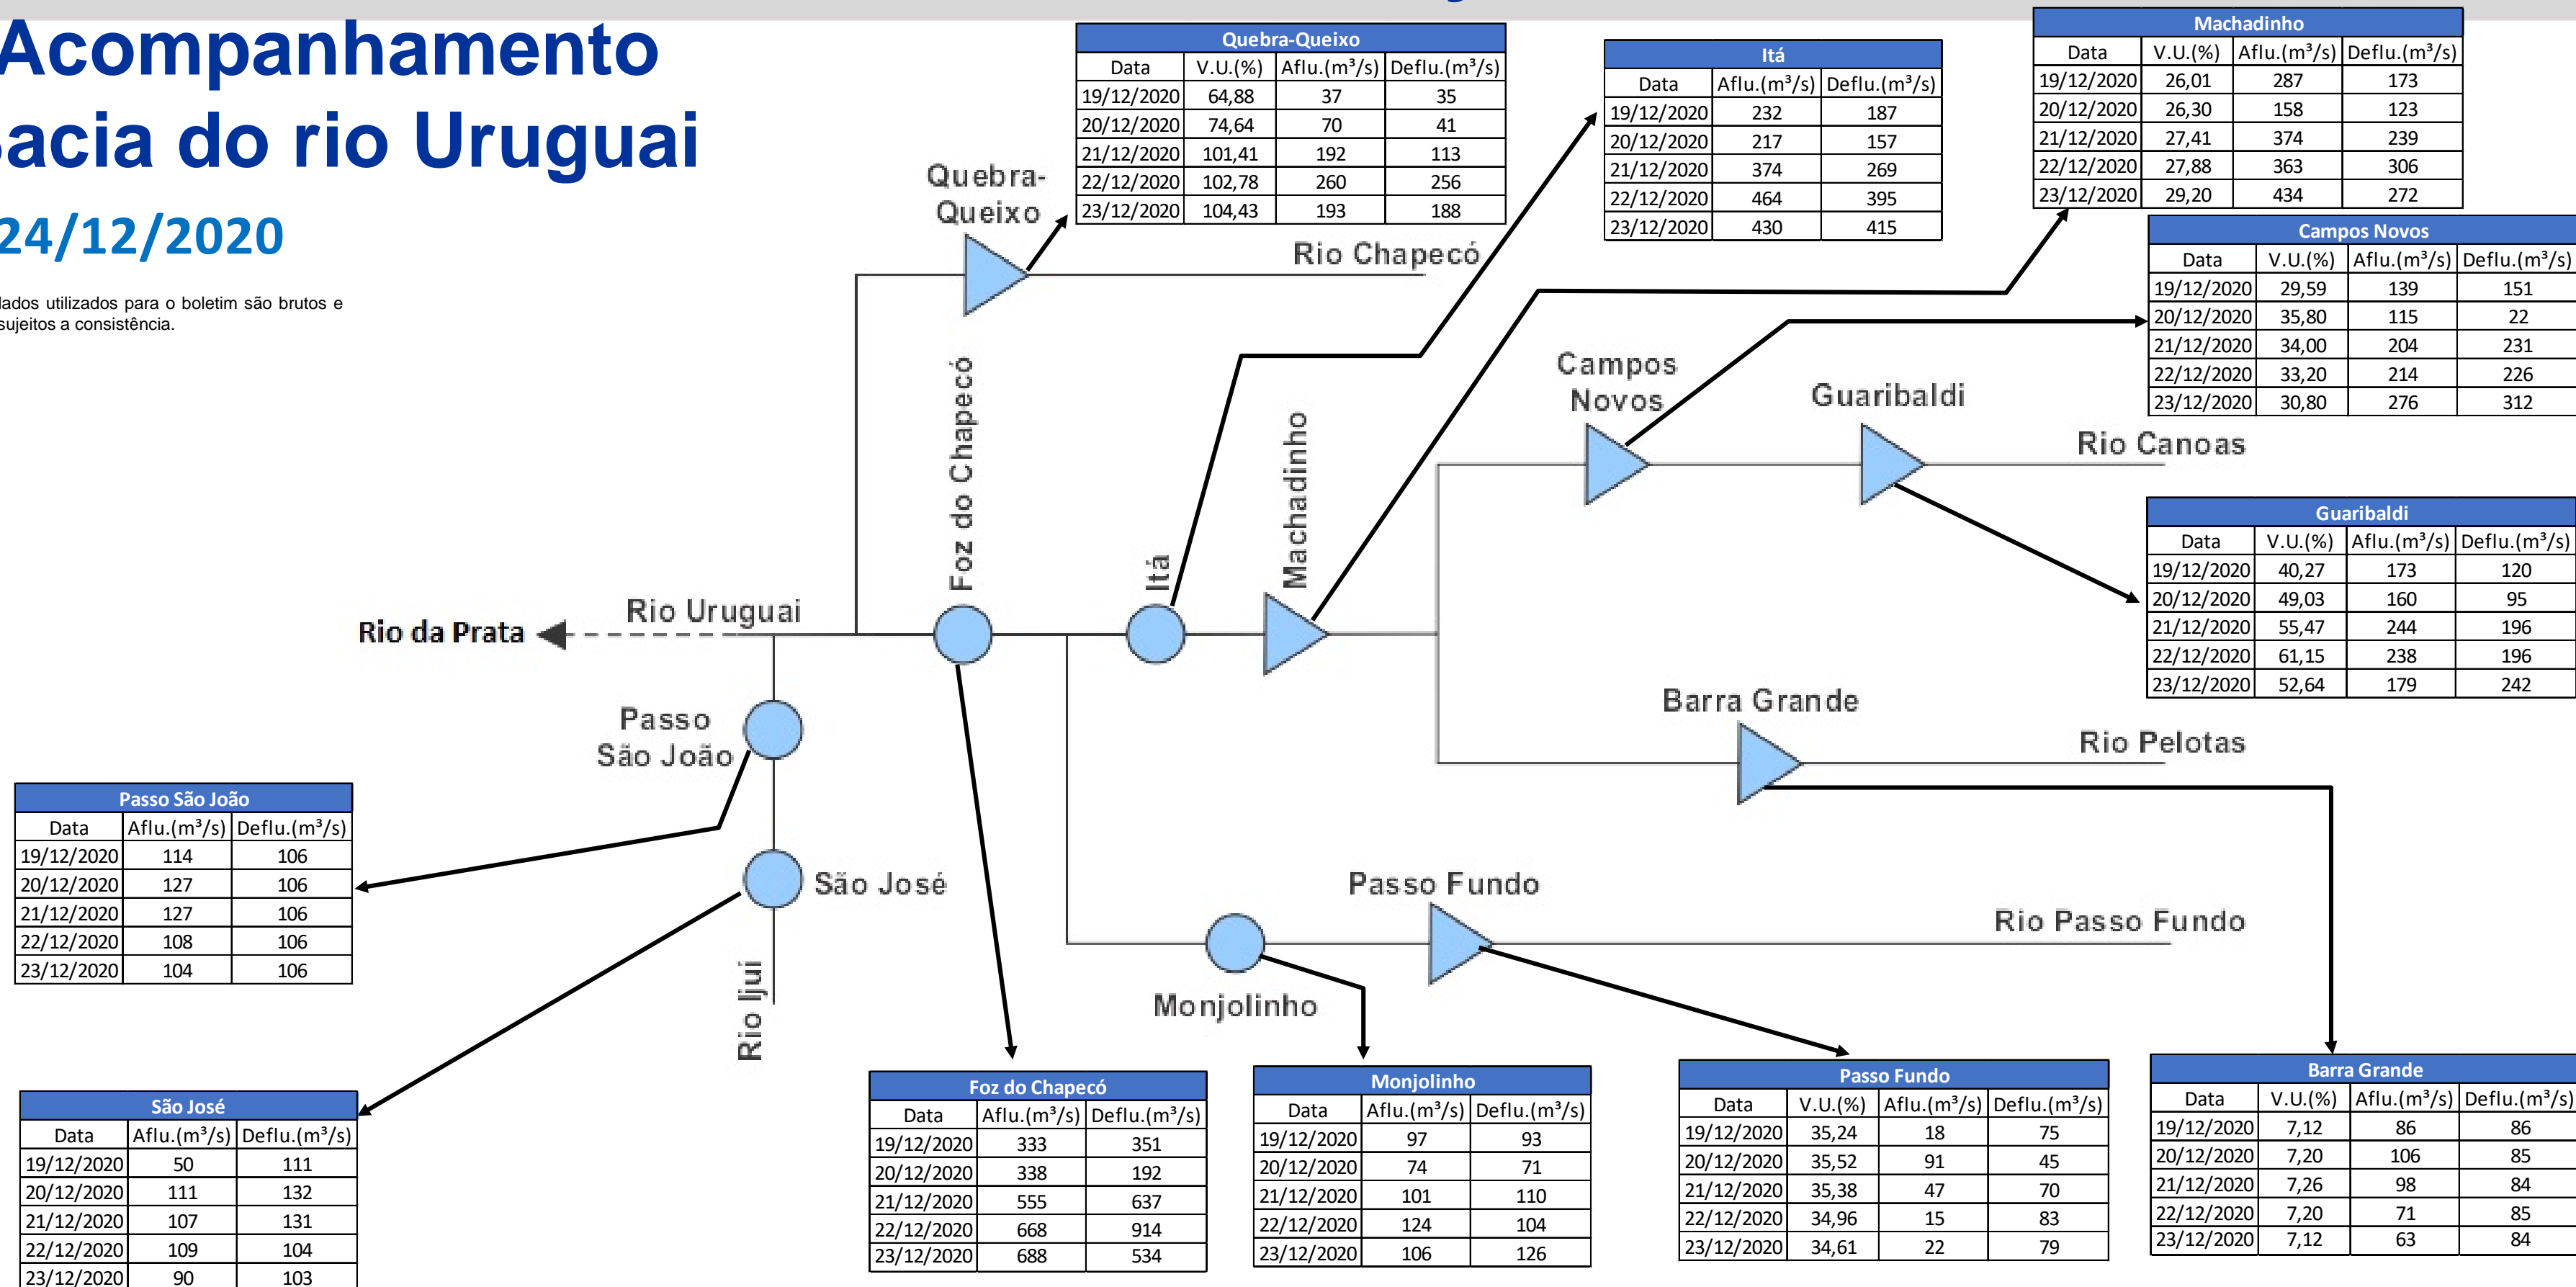 Acompanhamento
Bacia do rio Uruguai
24/12/2020
dados utilizados para o boletim são brutos e
sujeitos a consistência.
Quebra-Queixo
Data V.U.(%) Aflu.(m³/s) Deflu.(m³/s)
19/12/2020 64,88 37 35
20/12/2020 74,64 70 41
21/12/2020 101,41 192 113
22/12/2020 102,78 260 256
23/12/2020 104,43 193 188
Itá
Data Aflu.(m³/s) Deflu.(m³/s)
19/12/2020 232 187
20/12/2020 217 157
21/12/2020 374 269
22/12/2020 464 395
23/12/2020 430 415
Machadinho
Data V.U.(%) Aflu.(m³/s) Deflu.(m³/s)
19/12/2020 26,01 287 173
20/12/2020 26,30 158 123
21/12/2020 27,41 374 239
22/12/2020 27,88 363 306
23/12/2020 29,20 434 272
Campos Novos
Data V.U.(%) Aflu.(m³/s) Deflu.(m³/s)
19/12/2020 29,59 139 151
20/12/2020 35,80 115 22
21/12/2020 34,00 204 231
22/12/2020 33,20 214 226
23/12/2020 30,80 276 312
Quebra-
Queixo
Rio Chapecó
Foz do Chapecó
Itá
Machadinho
Campos
Novos
Guaribaldi
Rio Canoas
Guaribaldi
Data V.U.(%) Aflu.(m³/s) Deflu.(m³/s)
19/12/2020 40,27 173 120
20/12/2020 49,03 160 95
21/12/2020 55,47 244 196
22/12/2020 61,15 238 196
23/12/2020 52,64 179 242
Rio da Prata
Rio Uruguai
Passo
São João
Barra Grande
Rio Pelotas
São José
Rio Ijuí
Passo Fundo
Rio Passo Fundo
Monjolinho
Passo São João
Data Aflu.(m³/s) Deflu.(m³/s)
19/12/2020 114 106
20/12/2020 127 106
21/12/2020 127 106
22/12/2020 108 106
23/12/2020 104 106
São José
Data Aflu.(m³/s) Deflu.(m³/s)
19/12/2020 50 111
20/12/2020 111 132
21/12/2020 107 131
22/12/2020 109 104
23/12/2020 90 103
Foz do Chapecó
Data Aflu.(m³/s) Deflu.(m³/s)
19/12/2020 333 351
20/12/2020 338 192
21/12/2020 555 637
22/12/2020 668 914
23/12/2020 688 534
Monjolinho
Data Aflu.(m³/s) Deflu.(m³/s)
19/12/2020 97 93
20/12/2020 74 71
21/12/2020 101 110
22/12/2020 124 104
23/12/2020 106 126
Passo Fundo
Data V.U.(%) Aflu.(m³/s) Deflu.(m³/s)
19/12/2020 35,24 18 75
20/12/2020 35,52 91 45
21/12/2020 35,38 47 70
22/12/2020 34,96 15 83
23/12/2020 34,61 22 79
Barra Grande
Data V.U.(%) Aflu.(m³/s) Deflu.(m³/s)
19/12/2020 7,12 86 86
20/12/2020 7,20 106 85
21/12/2020 7,26 98 84
22/12/2020 7,20 71 85
23/12/2020 7,12 63 84